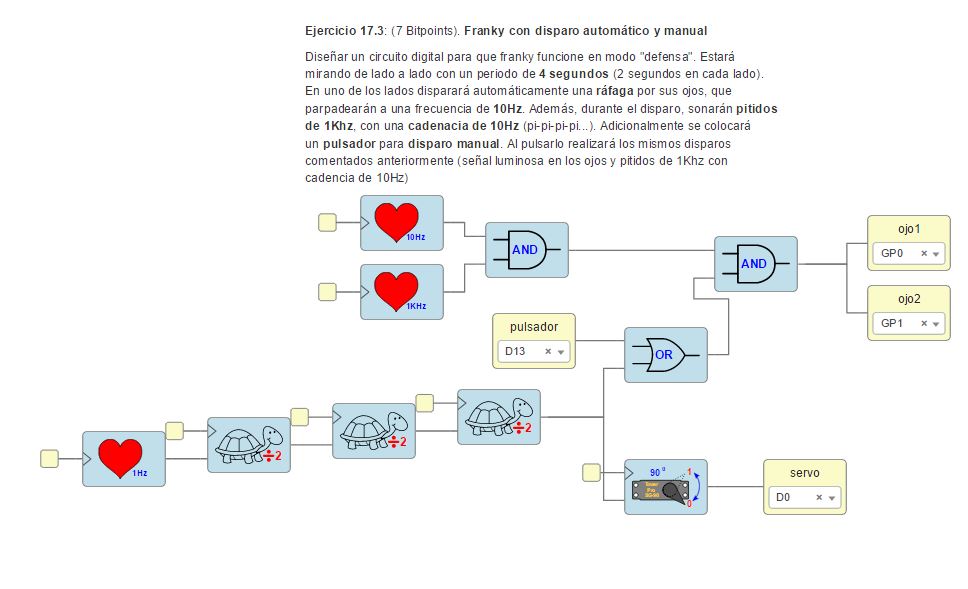 Ejercicio 17.3: (7 Bitpoints). Franky con disparo automático y manual
Diseñar un circuito digital para que franky funcione en modo "defensa". Estará
mirando de lado a lado con un periodo de 4 segundos (2 segundos en cada lado).
En uno de los lados disparará automáticamente una ráfaga por sus ojos, que
parpadearán a una frecuencia de 10Hz. Además, durante el disparo, sonarán pitidos
de 1Khz, con una cadenacia de 10Hz (pi-pi-pi-pi...). Adicionalmente se colocará
un pulsador para disparo manual. Al pulsarlo realizará los mismos disparos
comentados anteriormente (señal luminosa en los ojos y pitidos de 1Khz con
cadencia de 10Hz)
10Hz
AND
1KHz
AND
ojo1
GP0 ×
ojo2
GP1 ×
pulsador
D13 ×
OR
÷2
÷2
÷2
1Hz
90 º
1
Tower
Pro
SG-90
0
servo
D0 ×